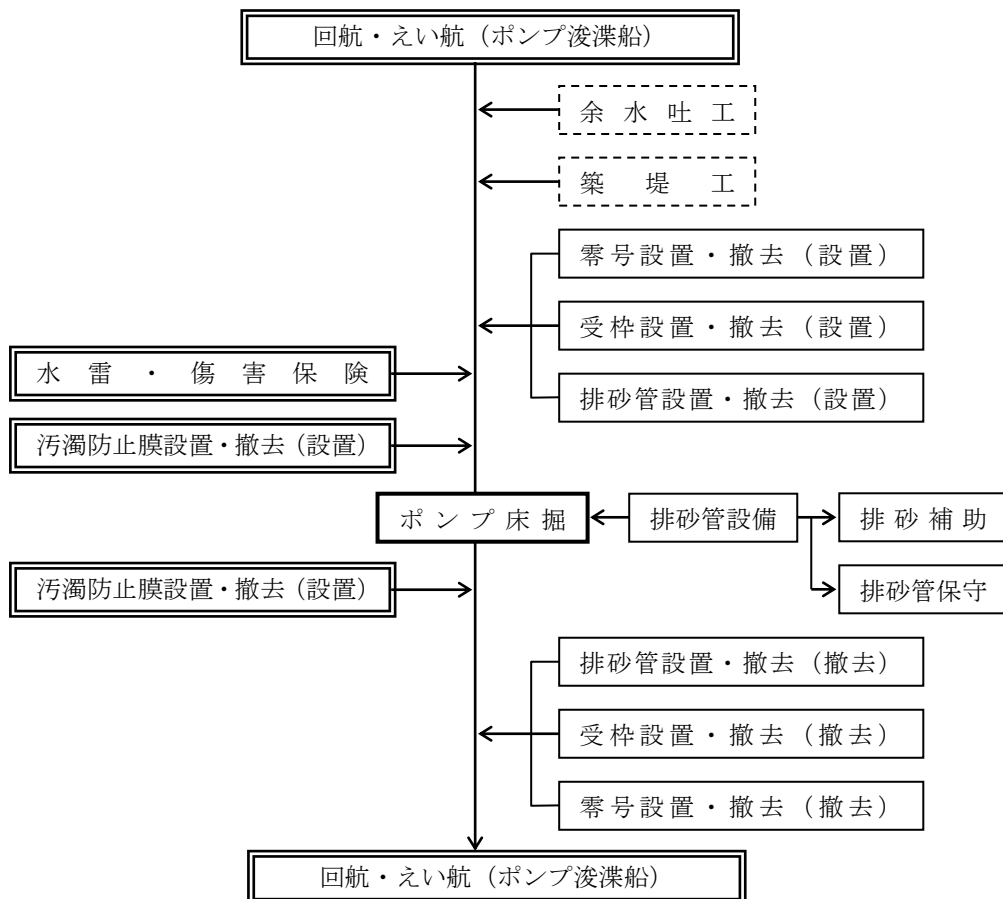 回航・えい航（ポンプ浚渫船）
余水吐工
築堤工
零号設置・撤去（設置）
受枠設置・撤去（設置）
水雷・傷害保険
排砂管設置・撤去（設置）
汚濁防止膜設置・撤去（設置）
ポンプ床掘
排砂管設備
排砂補助
汚濁防止膜設置・撤去（設置）
排砂管保守
排砂管設置・撤去（撤去）
受枠設置・撤去（撤去）
零号設置・撤去（撤去）
回航・えい航（ポンプ浚渫船）